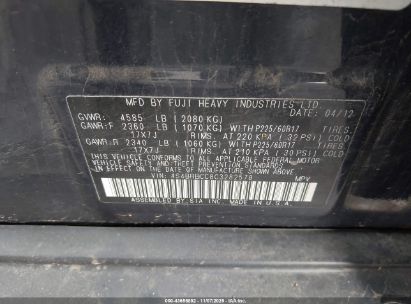 MFD BY FUJI HEAVY INDUSTRIES LTD.
DATE: 04/12
GVWR: 4585 LB (2080 KG)
GAWR:F 2360 LB (1070 KG) WITH P225/60R17 TIRES
17X7J RIMS. AT 220 KPA (32 PSI) COLD
GAWR:R 2340 LB (1060 KG) WITH P225/60R17 TIRES
17X7J RIMS. AT 210 KPA (30 PSI) COLD
THIS VEHICLE CONFORMS TO ALL APPLICABLE FEDERAL MOTOR
VEHICLE SAFETY AND THEFT PREVENTION STANDARDS
IN EFFECT ON THE DATE OF MANUFACTURE SHOWN ABOVE.
VIN: MPV
ASSEMBLED BY SIA INC MADE IN U.S.A.
11/07/2025